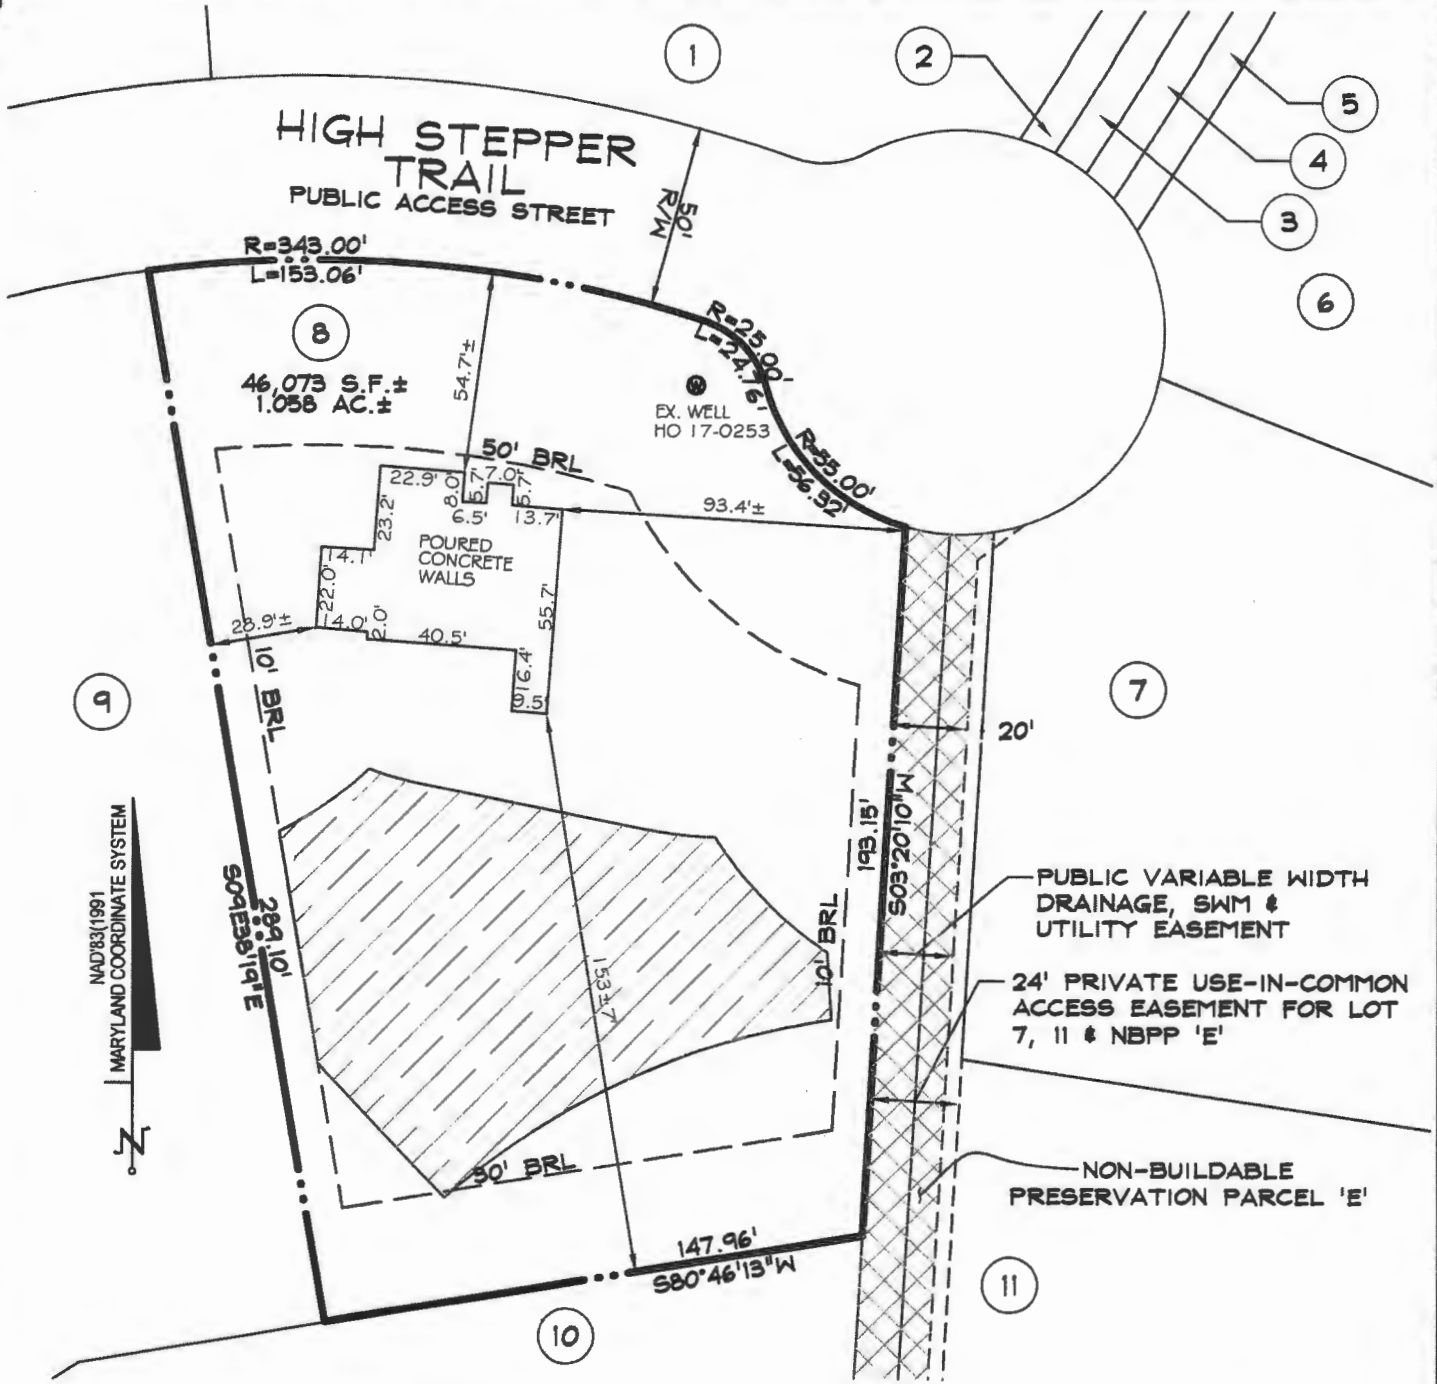 1
2
5
4
3
6
HIGH STEPPER
TRAIL
PUBLIC ACCESS STREET
50'
R/W
R=343.00'
L=153.06'
8
46,073 S.F.±
1.058 AC.±
54.7'±
R=25.00'
L=24.76'
EX. WELL
HO 17-0253
R=55.00'
L=56.32'
50' BRL
22.9'
8.0'
5.7'
7.0'
5.7'
6.5'
13.7'
93.4'±
23.2'
POURED
CONCRETE
WALLS
14.1'
22.0'
14.0'
2.0'
40.5'
55.7'
16.4'
9.5'
28.9'±
10' BRL
9
7
20'
193.15'
S03°20'10"W
10' BRL
NAD'83(1991
MARYLAND COORDINATE SYSTEM
N
289.10'
S09E38'19"E
153±7'
PUBLIC VARIABLE WIDTH
DRAINAGE, SWM &
UTILITY EASEMENT
24' PRIVATE USE-IN-COMMON
ACCESS EASEMENT FOR LOT
7, 11 & NBPP 'E'
50' BRL
NON-BUILDABLE
PRESERVATION PARCEL 'E'
147.96'
S80°46'13"W
10
11